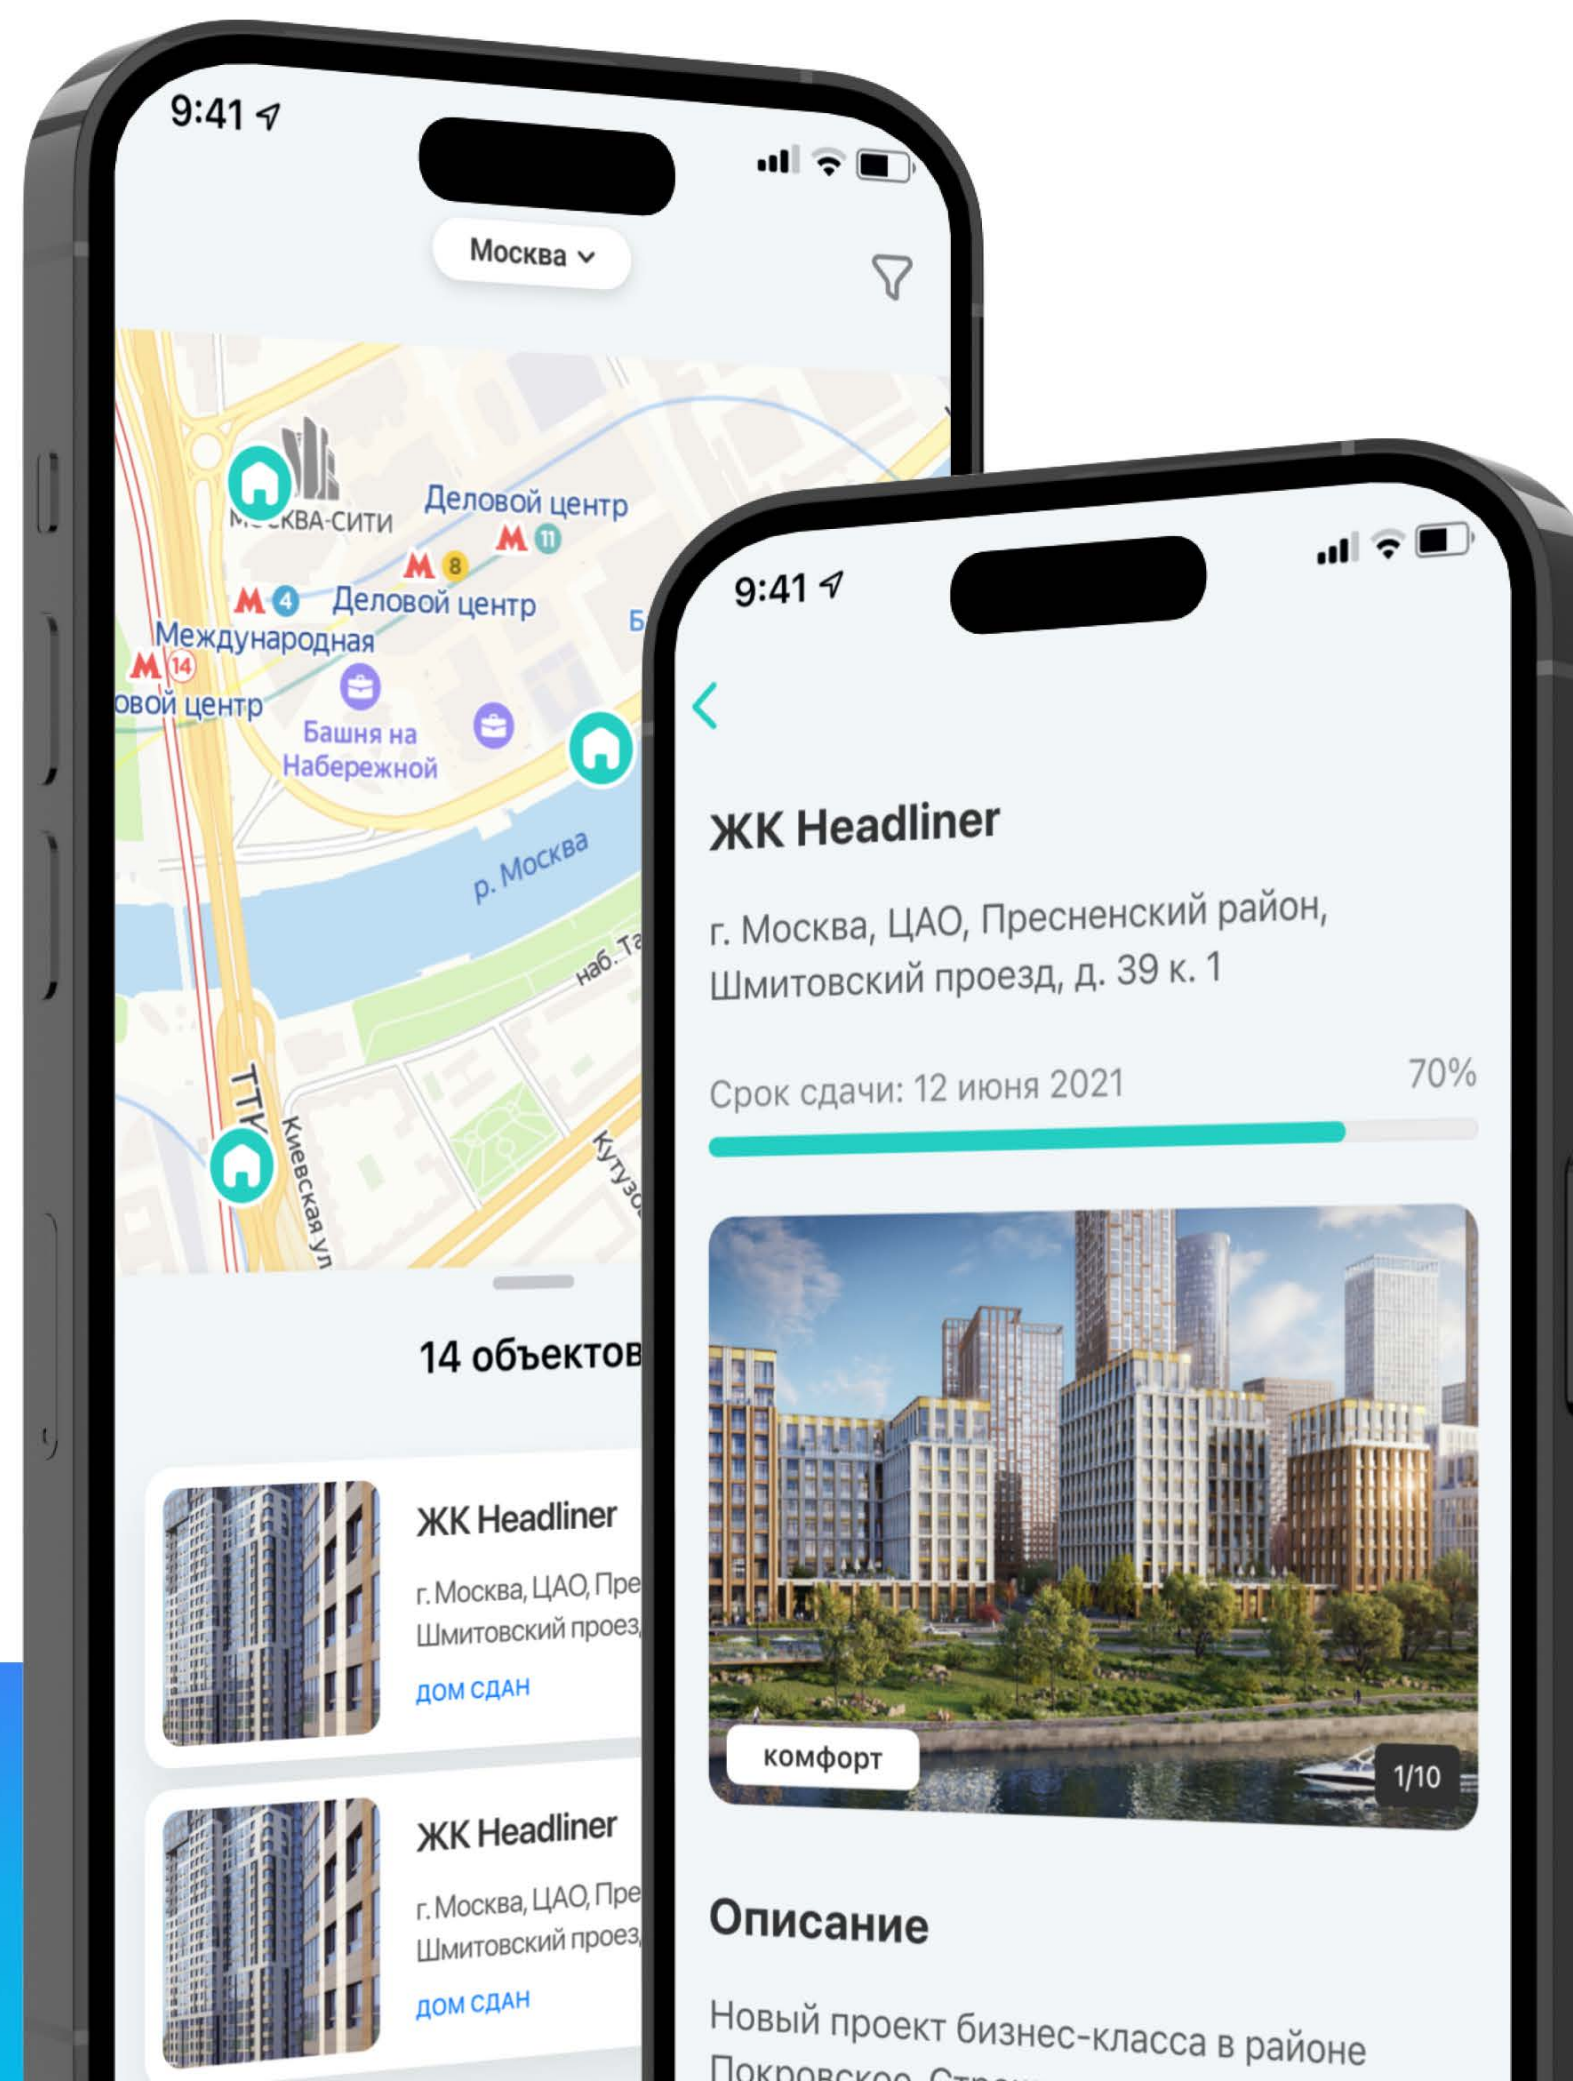 9:41
Москва
МОСКВА-СИТИ
Деловой центр
М 11
М 8
Деловой центр
М 4
Международная
М 14
овой центр
Башня на
Набережной
р. Москва
наб.
ТТК
Киевская ул
14 объектов
ЖК Headliner
г. Москва, ЦАО, Пре
Шмитовский проез
ДОМ СДАН
ЖК Headliner
г. Москва, ЦАО, Пре
Шмитовский проез
ДОМ СДАН
9:41
ЖК Headliner
г. Москва, ЦАО, Пресненский район,
Шмитовский проезд, д. 39 к. 1
Срок сдачи: 12 июня 2021 70%
комфорт
1/10
Описание
Новый проект бизнес-класса в районе